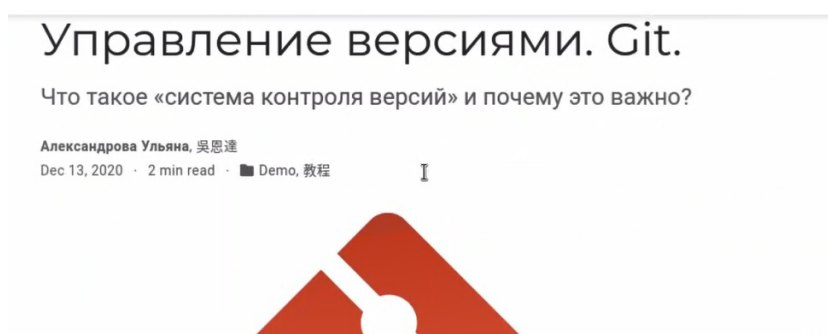 Управление версиями. Git.
Что такое «система контроля версий» и почему это важно?
Александрова Ульяна, 吳恩達
Dec 13, 2020 · 2 min read · Demo, 教程